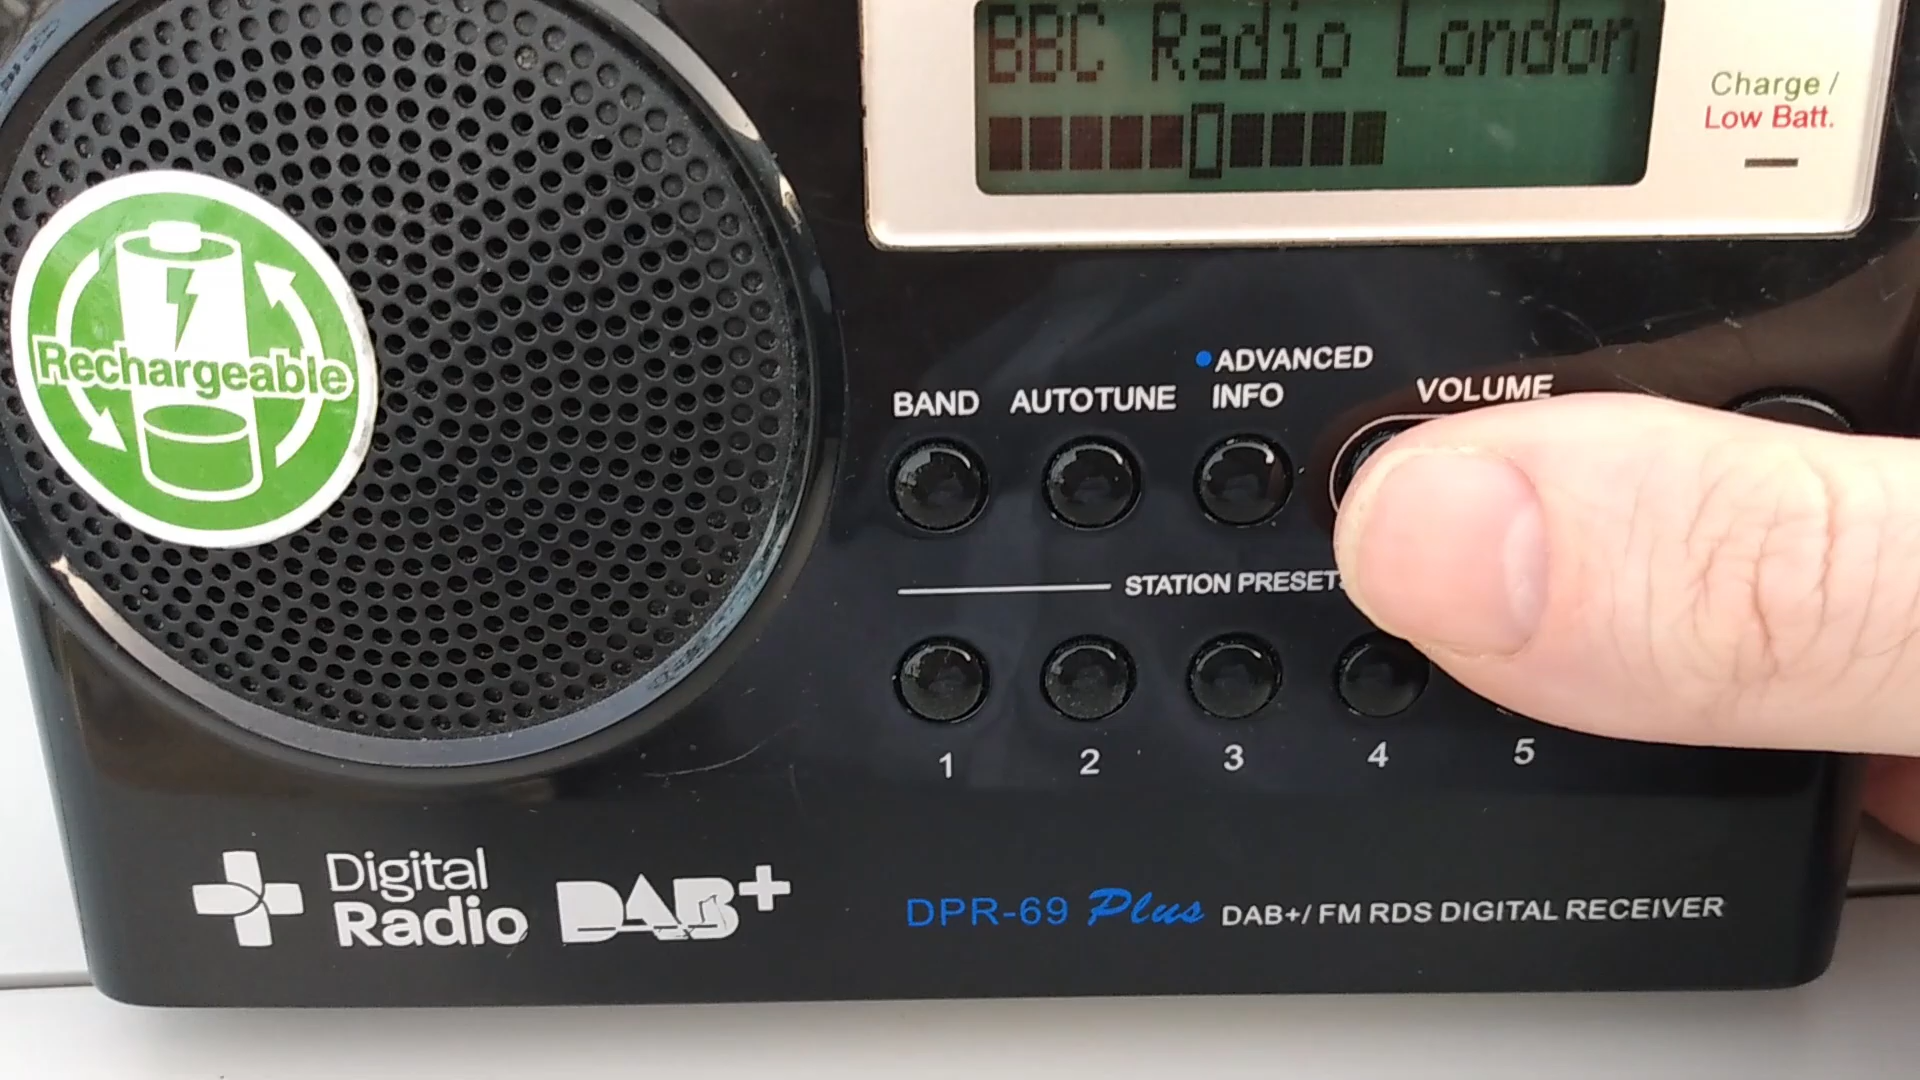 BBC Radio London
Charge /
Low Batt.
Rechargeable
ADVANCED
BAND AUTOTUNE INFO VOLUME
STATION PRESETS
1 2 3 4 5
Digital
Radio
DAB+
DPR-69 Plus DAB+/ FM RDS DIGITAL RECEIVER